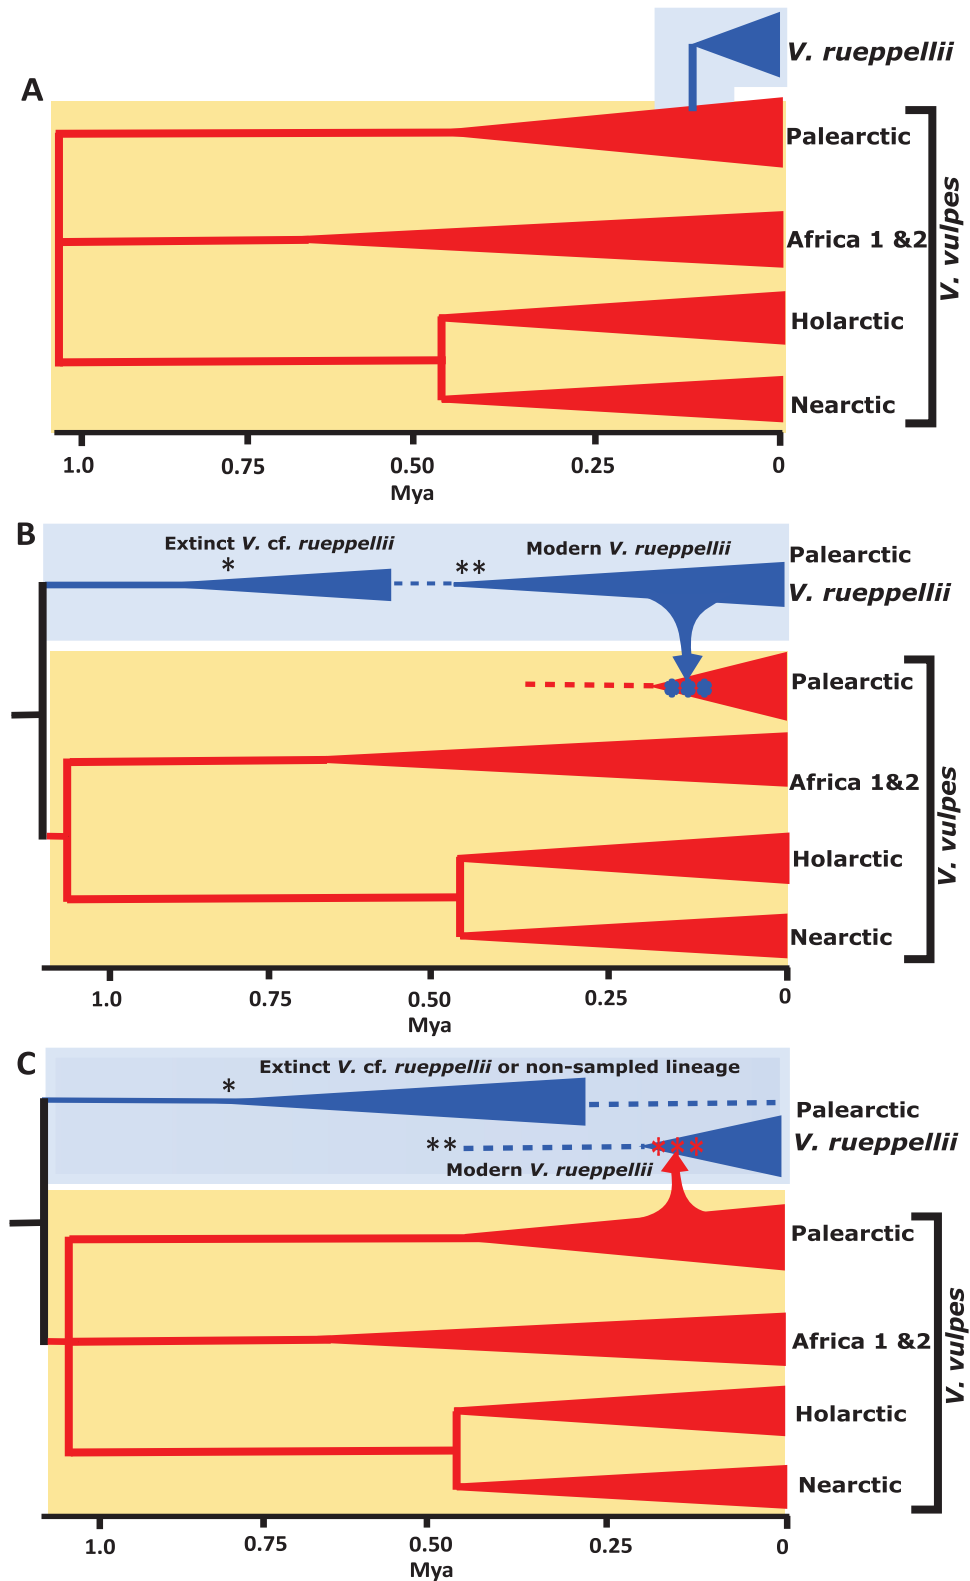 V. rueppellii
A
Palearctic
Africa 1 &2
Holarctic
Nearctic
V. vulpes
1.0 0.75 0.50 0.25 0
Mya
B
Extinct V. cf. rueppellii
*
Modern V. rueppellii
**
Palearctic
V. rueppellii
Palearctic
Africa 1&2
Holarctic
Nearctic
V. vulpes
1.0 0.75 0.50 0.25 0
Mya
C
Extinct V. cf. rueppellii or non-sampled lineage
*
Palearctic
V. rueppellii
** * * *
Modern V. rueppellii
Palearctic
Africa 1 &2
Holarctic
Nearctic
V. vulpes
1.0 0.75 0.50 0.25 0
Mya